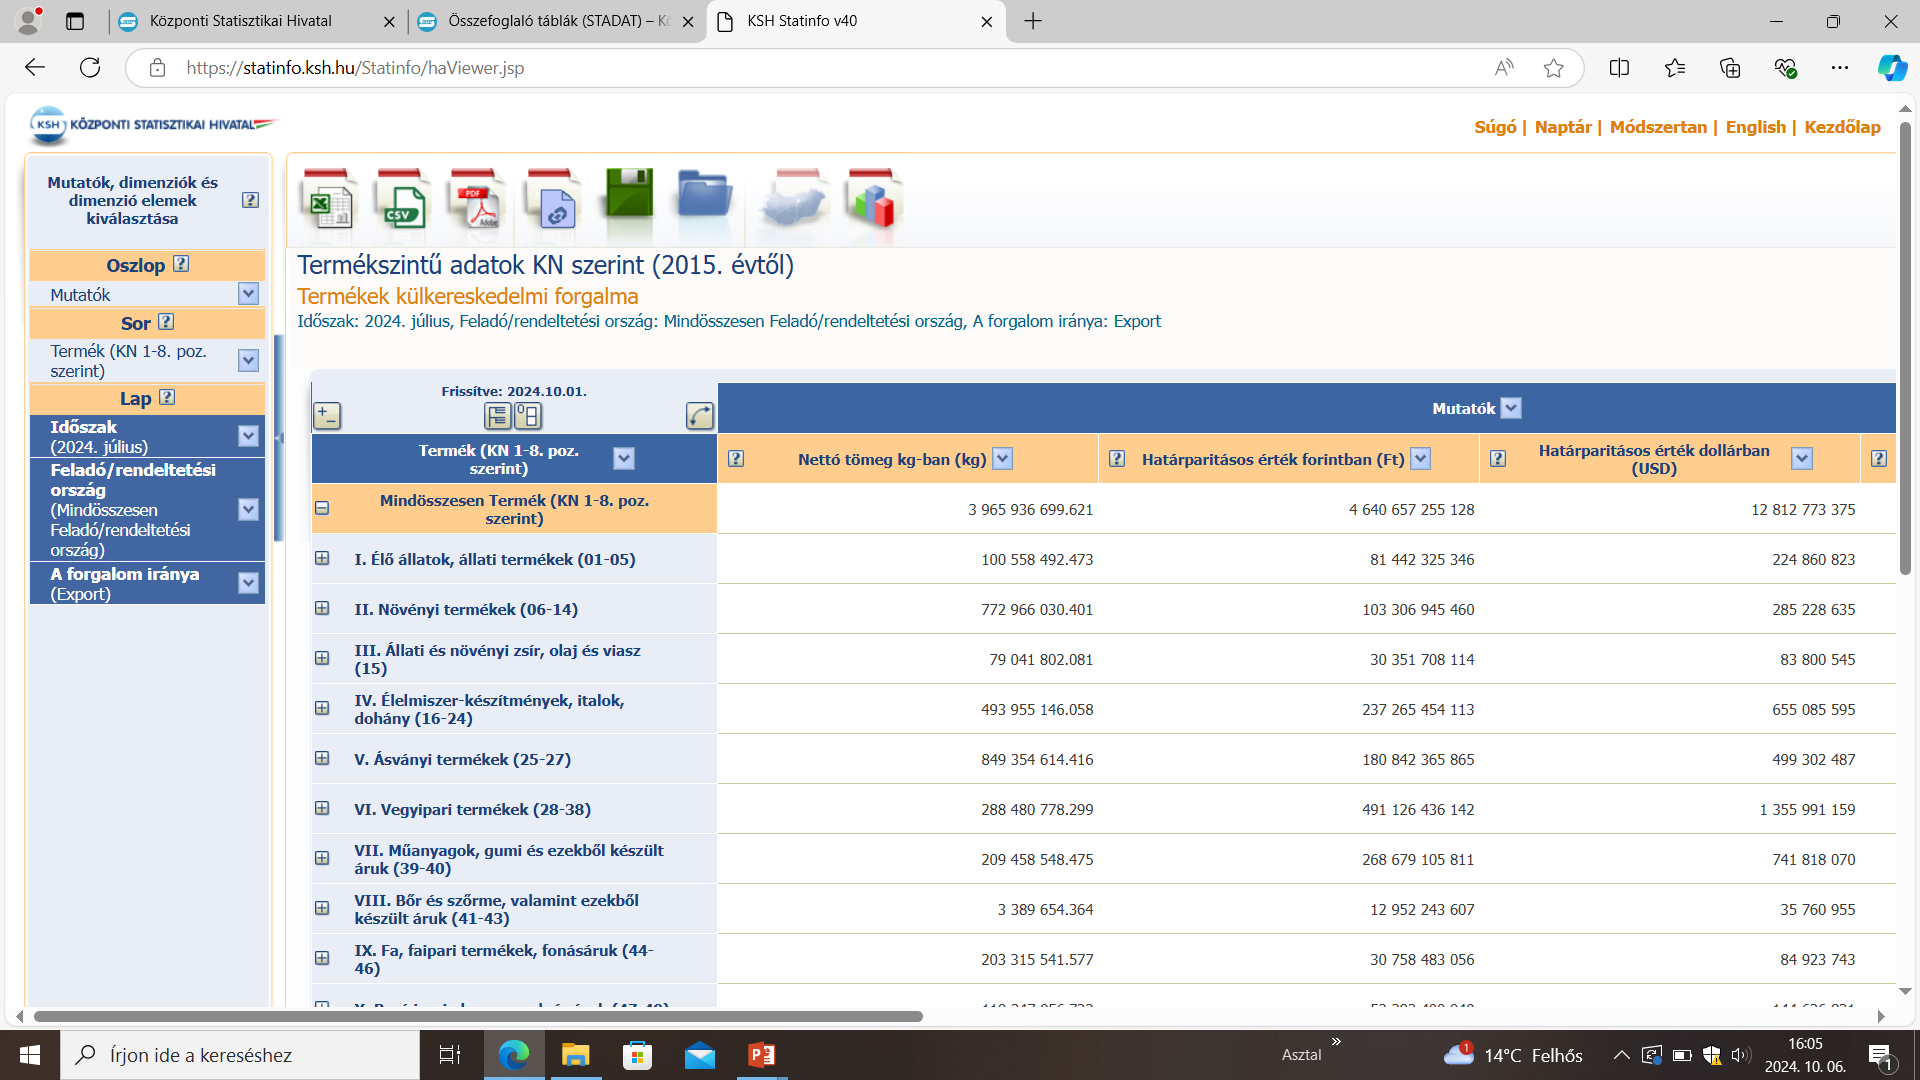 Központi Statisztikai Hivatal
Összefoglaló táblák (STADAT) – Kö
KSH Statinfo v40
https://statinfo.ksh.hu/Statinfo/haViewer.jsp
KSH KÖZPONTI STATISZTIKAI HIVATAL
Súgó | Naptár | Módszertan | English | Kezdőlap
Mutatók, dimenziók és
dimenzió elemek
kiválasztása
Oszlop
Mutatók
Sor
Termék (KN 1-8. poz.
szerint)
Lap
Időszak
(2024. július)
Feladó/rendeltetési
ország
(Mindösszesen
Feladó/rendeltetési
ország)
A forgalom iránya
(Export)
CSV
PDF
Adobe
Termékszintű adatok KN szerint (2015. évtől)
Termékek külkereskedelmi forgalma
Időszak: 2024. július, Feladó/rendeltetési ország: Mindösszesen Feladó/rendeltetési ország, A forgalom iránya: Export
Frissítve: 2024.10.01.
Mutatók
Termék (KN 1-8. poz.
szerint)
Nettó tömeg kg-ban (kg)
Határparitásos érték forintban (Ft)
Határparitásos érték dollárban
(USD)
Mindösszesen Termék (KN 1-8. poz.
szerint)
3 965 936 699.621
4 640 657 255 128
12 812 773 375
I. Élő állatok, állati termékek (01-05)
100 558 492.473
81 442 325 346
224 860 823
II. Növényi termékek (06-14)
772 966 030.401
103 306 945 460
285 228 635
III. Állati és növényi zsír, olaj és viasz
(15)
79 041 802.081
30 351 708 114
83 800 545
IV. Élelmiszer-készítmények, italok,
dohány (16-24)
493 955 146.058
237 265 454 113
655 085 595
V. Ásványi termékek (25-27)
849 354 614.416
180 842 365 865
499 302 487
VI. Vegyipari termékek (28-38)
288 480 778.299
491 126 436 142
1 355 991 159
VII. Műanyagok, gumi és ezekből készült
áruk (39-40)
209 458 548.475
268 679 105 811
741 818 070
VIII. Bőr és szőrme, valamint ezekből
készült áruk (41-43)
3 389 654.364
12 952 243 607
35 760 955
IX. Fa, faipari termékek, fonásáruk (44-
46)
203 315 541.577
30 758 483 056
84 923 743
Írjon ide a kereséshez
Asztal
1
14°C Felhős
16:05
2024. 10. 06.
1